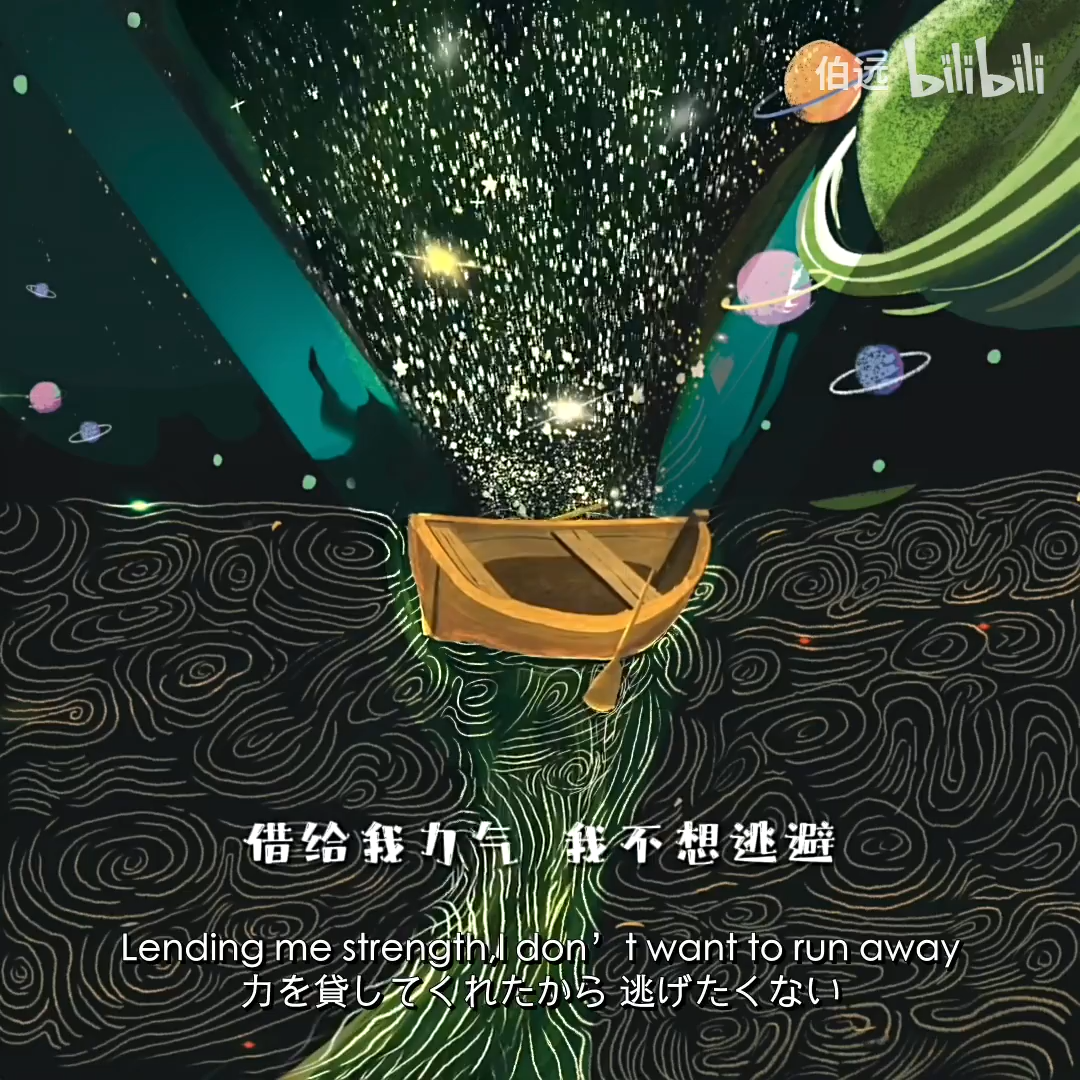 伯远 bilibili
借给我力气 我不想逃避
Lending me strength,I don’t want to run away
力を貸してくれたから 逃げたくない